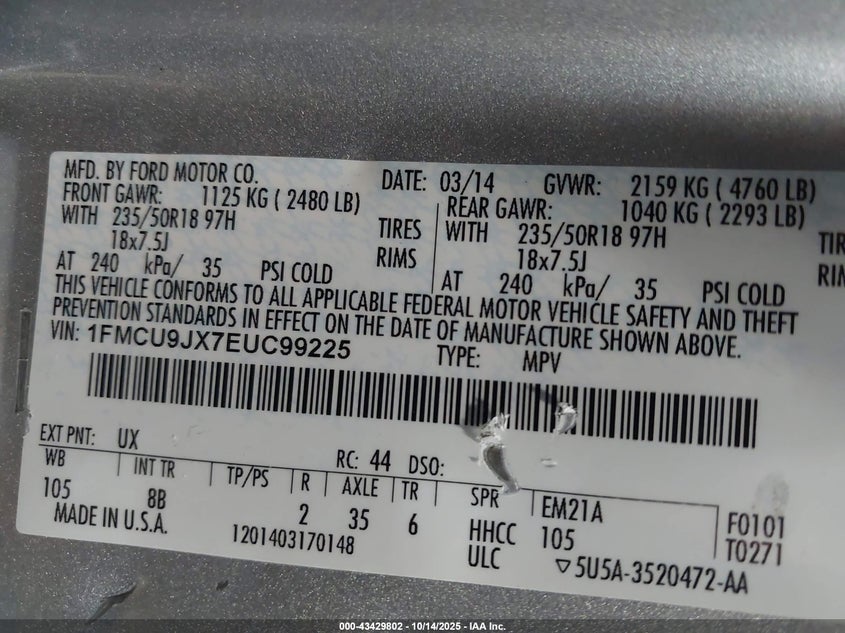 MFD. BY FORD MOTOR CO.
DATE: 03/14 GVWR: 2159 KG ( 4760 LB)
FRONT GAWR: 1125 KG ( 2480 LB)
REAR GAWR: 1040 KG ( 2293 LB)
WITH 235/50R18 97H TIRES
WITH 235/50R18 97H
18x7.5J RIMS
18x7.5J
AT 240 kPa/ 35 PSI COLD
AT 240 kPa/ 35 PSI COLD
THIS VEHICLE CONFORMS TO ALL APPLICABLE FEDERAL MOTOR VEHICLE SAFETY AND THEFT
PREVENTION STANDARDS IN EFFECT ON THE DATE OF MANUFACTURE SHOWN ABOVE.
VIN: 1FMCU9JX7EUC99225
TYPE: MPV
EXT PNT: UX RC: 44 DSO:
WB INT TR TP/PS R AXLE TR SPR EM21A F0101
105 8B 2 35 6 HHCC 105 T0271
MADE IN U.S.A. 1201403170148 ULC ▽5U5A-3520472-AA
000-43429802 | 10/14/2025 | IAA Inc.